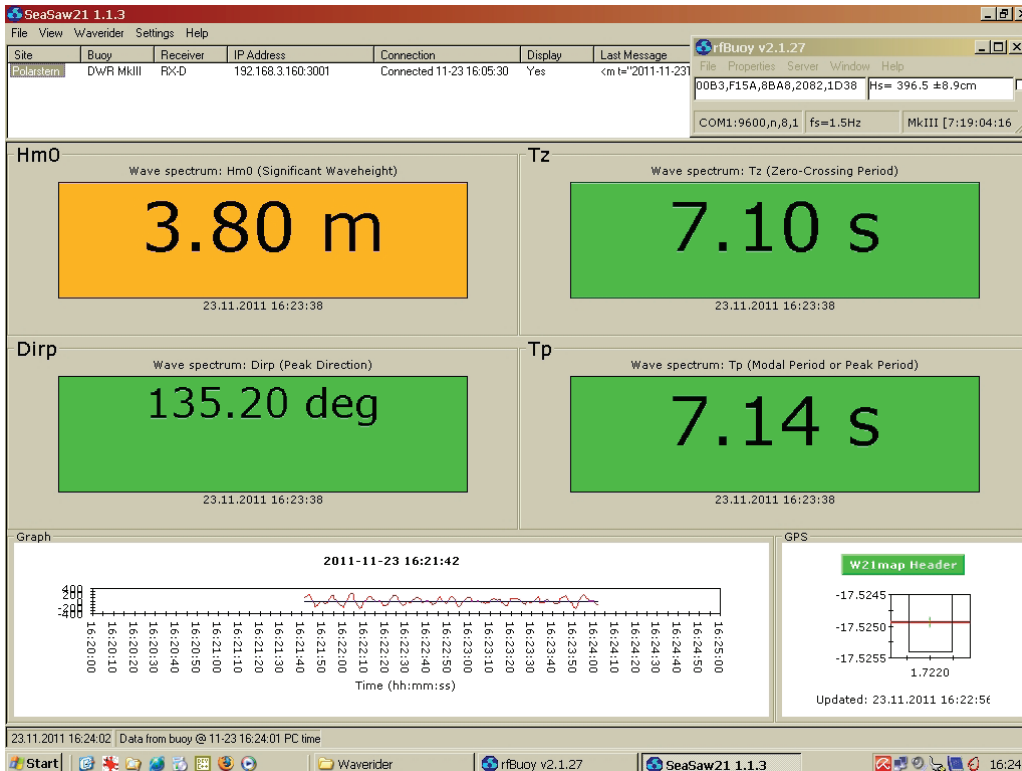 SeaSaw21 1.1.3
File View Waverider Settings Help
Site Buoy Receiver IP Address Connection Display Last Message
Polarstern DWR MkIII RX-D 192.168.3.160:3001 Connected 11-23 16:05:30 Yes <m t="2011-11-23T
rfBuoy v2.1.27
File Properties Server Window Help
00B3,F15A,8BA8,2082,1D38 Hs= 396.5 ±8.9cm
COM1:9600,n,8,1 fs=1.5Hz MkIII [7:19:04:16
Hm0
Wave spectrum: Hm0 (Significant Waveheight)
3.80 m
23.11.2011 16:23:38
Tz
Wave spectrum: Tz (Zero-Crossing Period)
7.10 s
23.11.2011 16:23:38
Dirp
Wave spectrum: Dirp (Peak Direction)
135.20 deg
23.11.2011 16:23:38
Tp
Wave spectrum: Tp (Modal Period or Peak Period)
7.14 s
23.11.2011 16:23:38
Graph
2011-11-23 16:21:42
400
200
0
-200
-400
16:20:00 16:20:10 16:20:20 16:20:30 16:20:40 16:20:50 16:21:00 16:21:10 16:21:20 16:21:30 16:21:40 16:21:50 16:22:00 16:22:10 16:22:20 16:22:30 16:22:40 16:22:50 16:23:00 16:23:10 16:23:20 16:23:30 16:23:40 16:23:50 16:24:00 16:24:10 16:24:20 16:24:30 16:24:40 16:24:50 16:25:00
Time (hh:mm:ss)
GPS
W21map Header
-17.5245
-17.5250
-17.5255
1.7220
Updated: 23.11.2011 16:22:56
23.11.2011 16:24:02 Data from buoy @ 11-23 16:24:01 PC time
Start Waverider rfBuoy v2.1.27 SeaSaw21 1.1.3 16:24